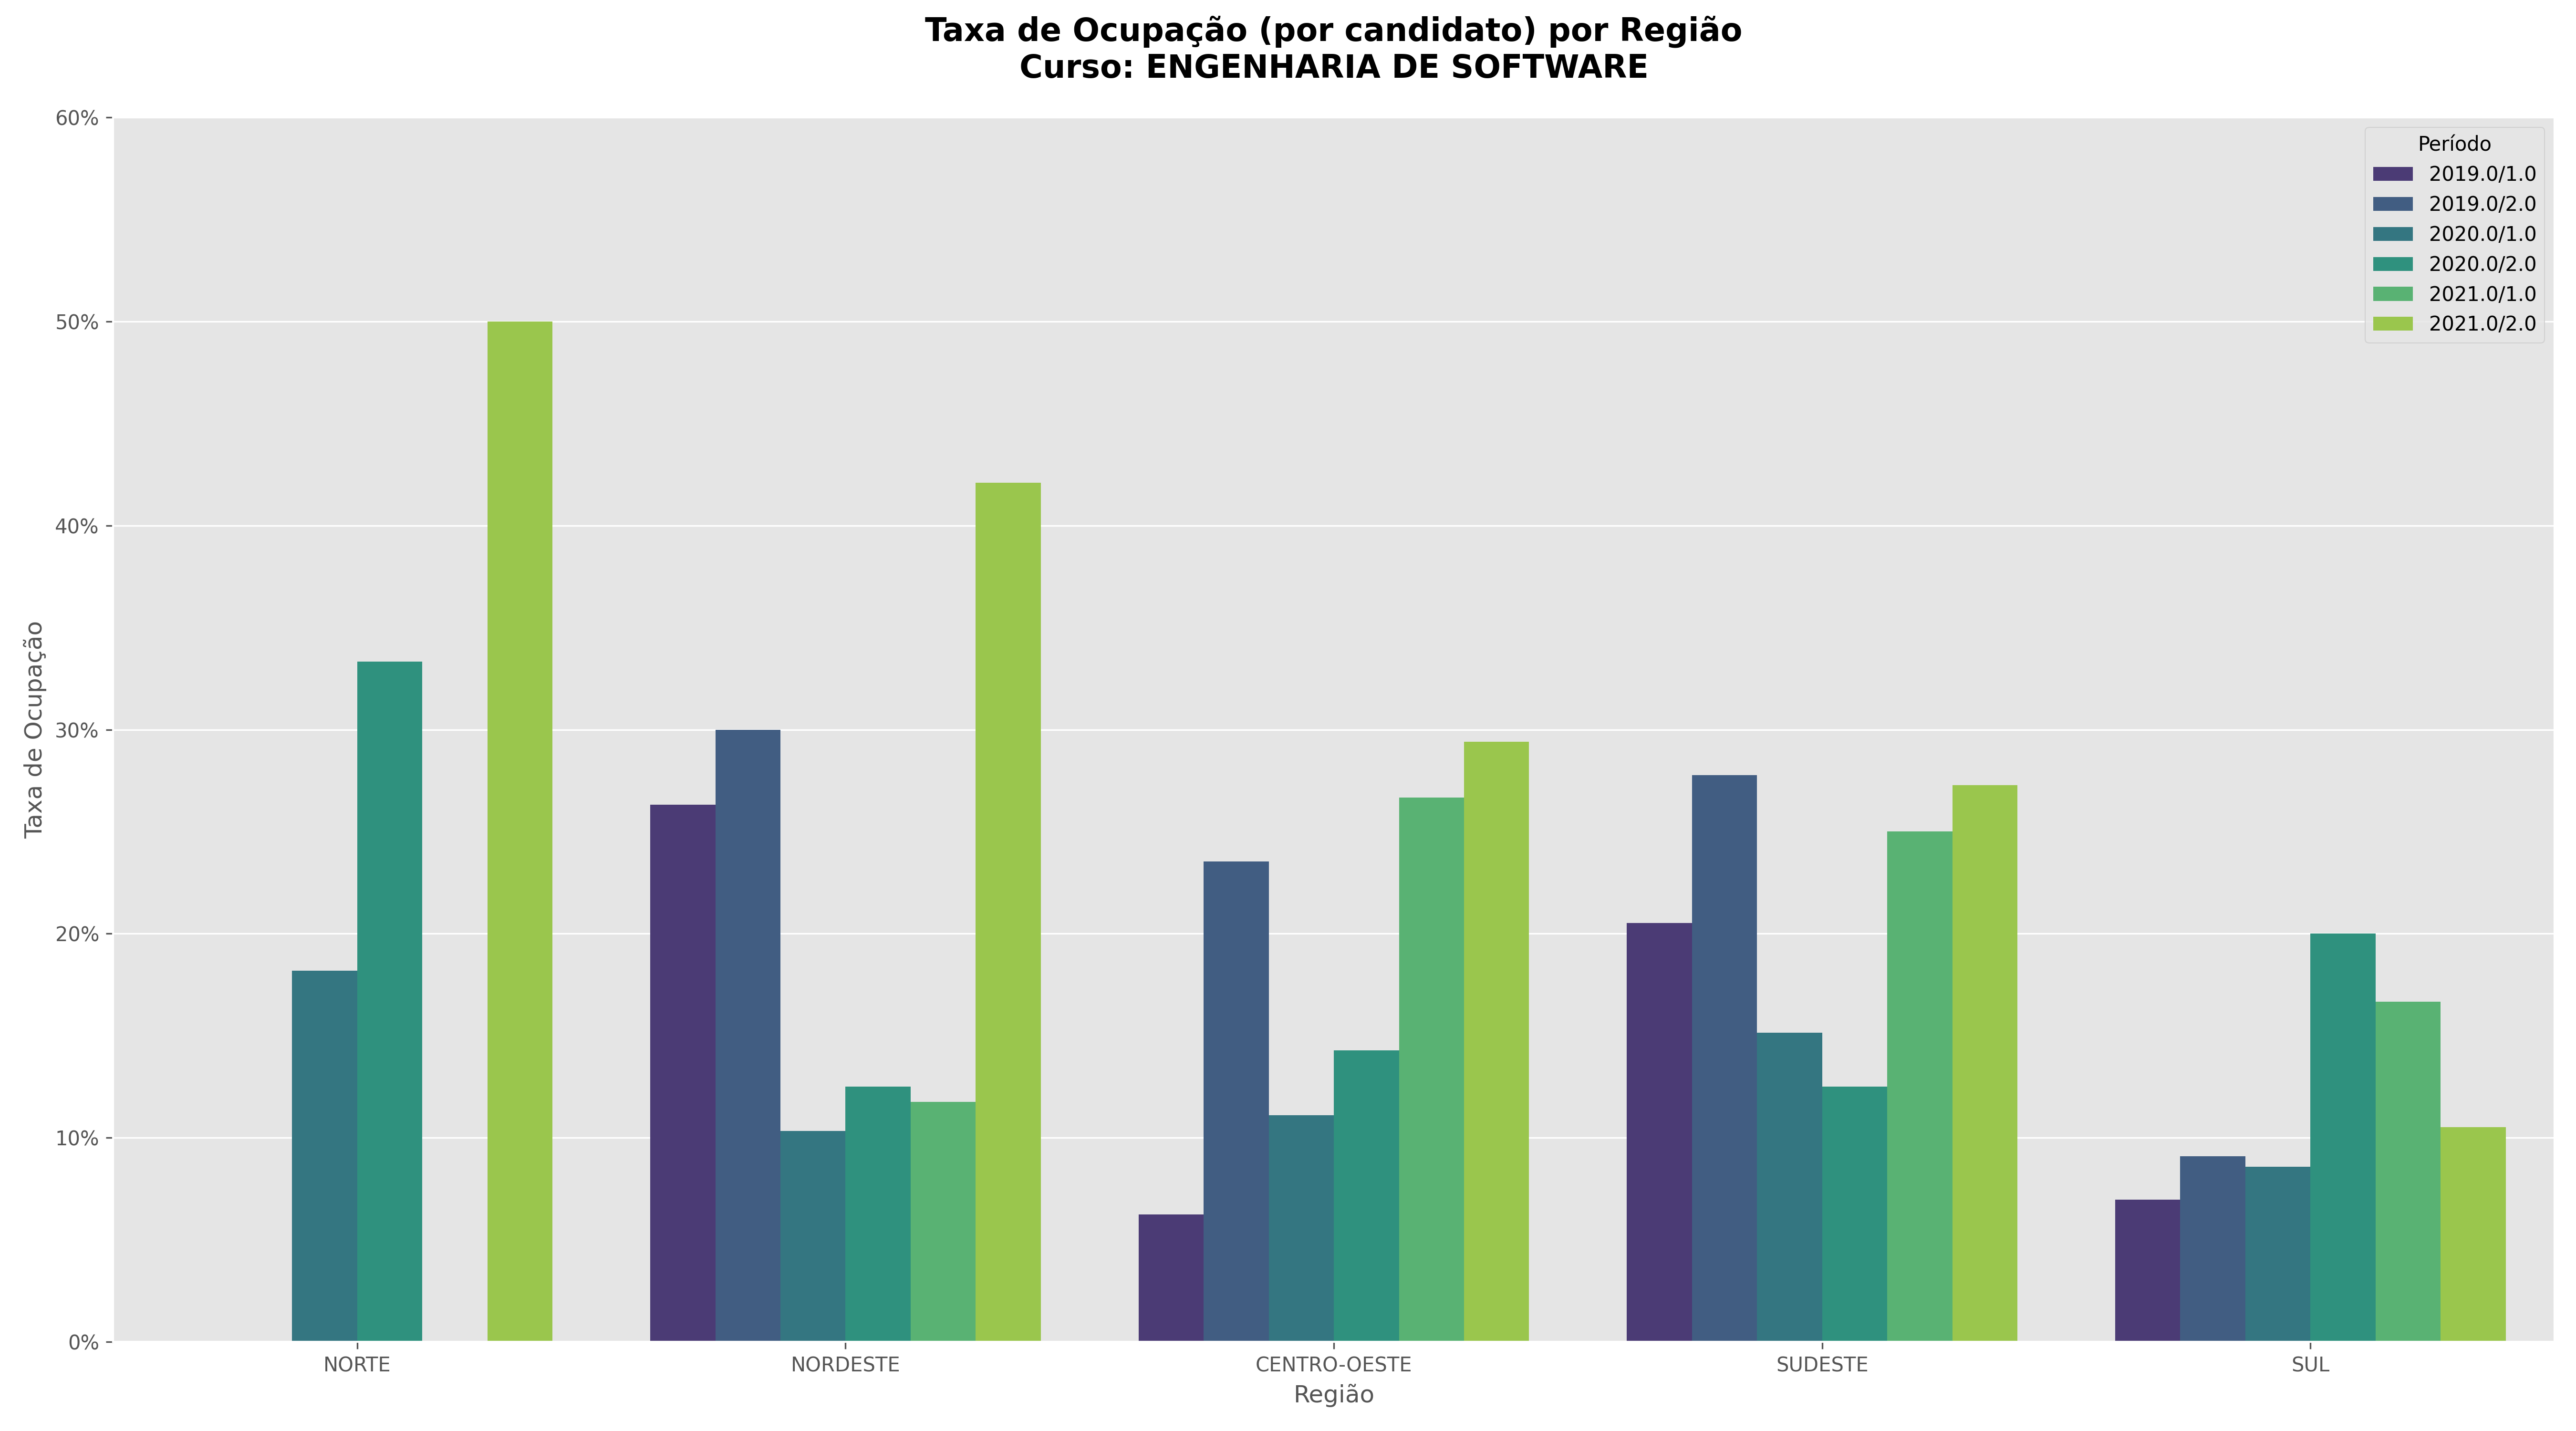 Taxa de Ocupação (por candidato) por Região
Curso: ENGENHARIA DE SOFTWARE
60%
50%
40%
30%
20%
10%
0%
Taxa de Ocupação
Período
2019.0/1.0
2019.0/2.0
2020.0/1.0
2020.0/2.0
2021.0/1.0
2021.0/2.0
NORTE
NORDESTE
CENTRO-OESTE
SUDESTE
SUL
Região